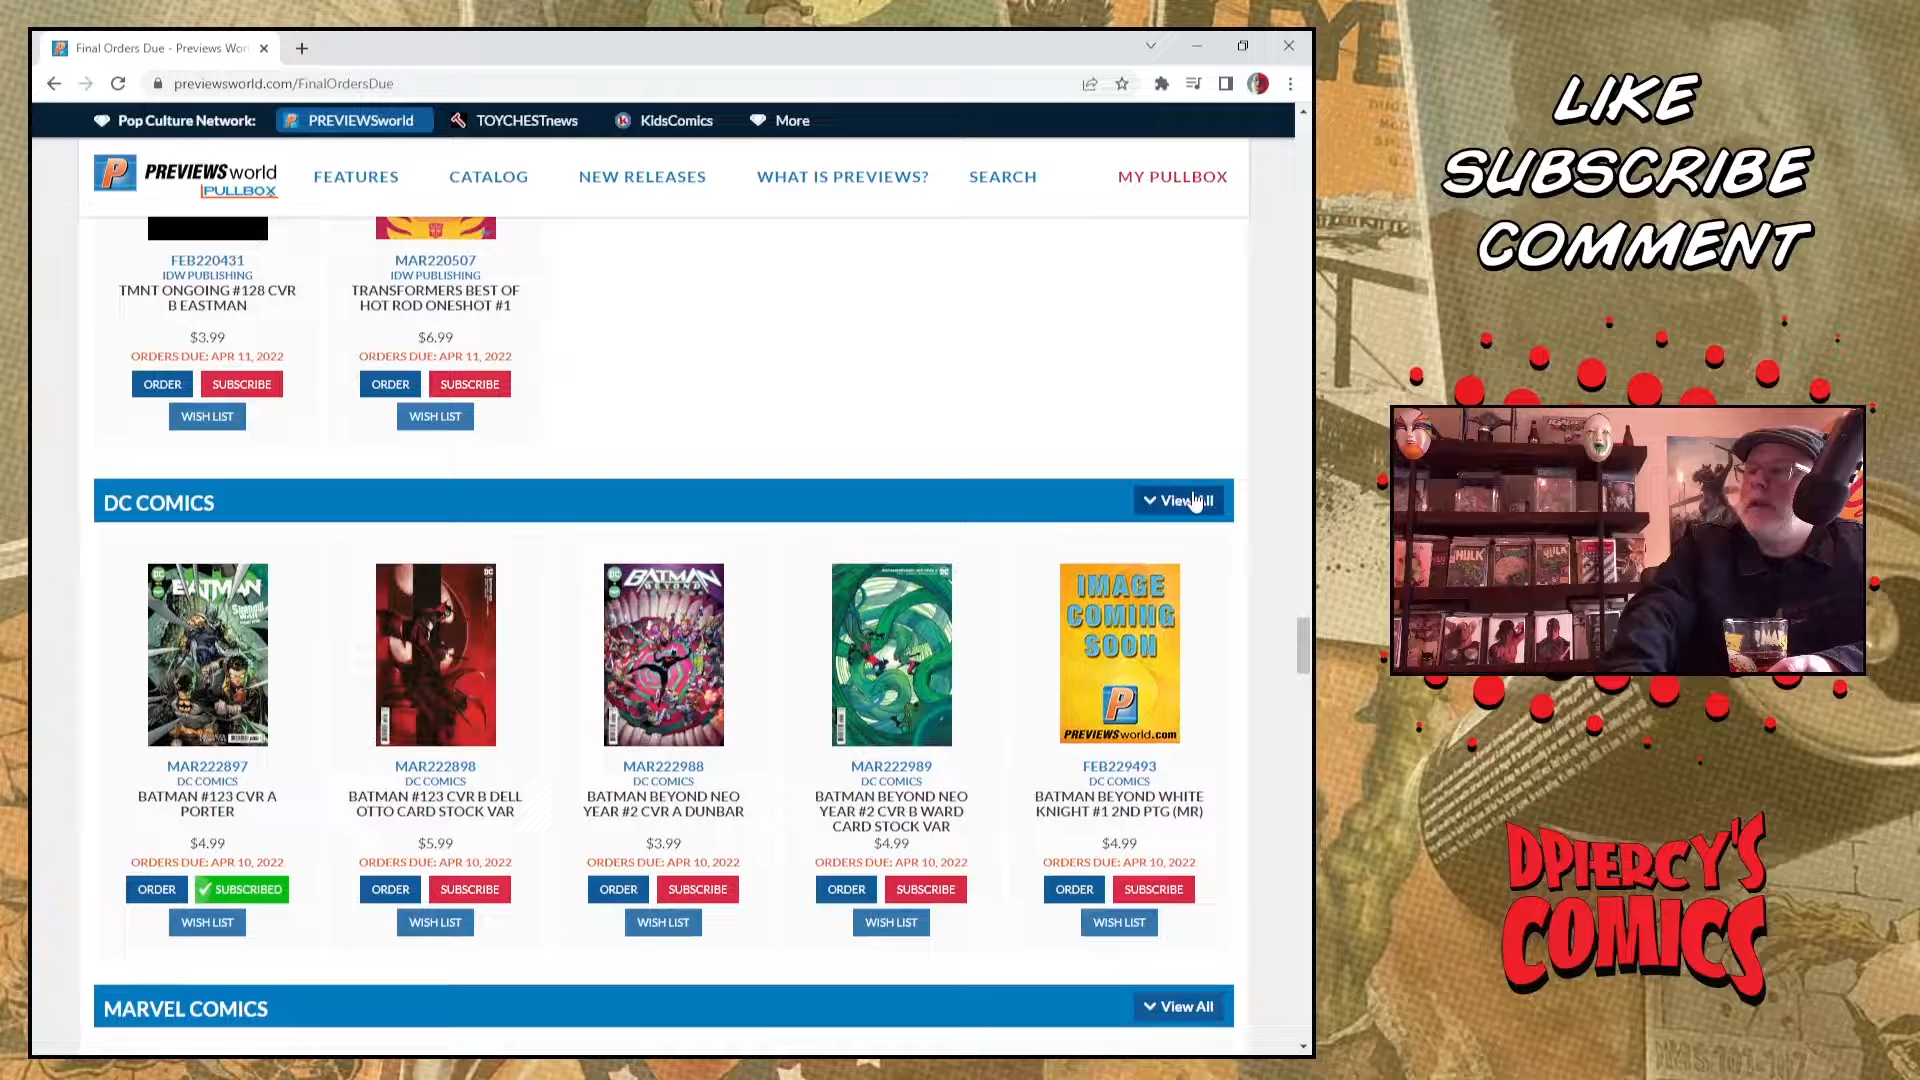 Final Orders Due - Previews Wor
previewsworld.com/FinalOrdersDue
Pop Culture Network:
PREVIEWSworld
TOYCHESTnews
KidsComics
More
PREVIEWSworld
PULLBOX
FEATURES
CATALOG
NEW RELEASES
WHAT IS PREVIEWS?
SEARCH
MY PULLBOX
FEB220431
IDW PUBLISHING
TMNT ONGOING #128 CVR
B EASTMAN
$3.99
ORDERS DUE: APR 11, 2022
ORDER
SUBSCRIBE
WISH LIST
MAR220507
IDW PUBLISHING
TRANSFORMERS BEST OF
HOT ROD ONESHOT #1
$6.99
ORDERS DUE: APR 11, 2022
ORDER
SUBSCRIBE
WISH LIST
DC COMICS
View All
BATMAN
SHADOW
WAR
MAR222897
DC COMICS
BATMAN #123 CVR A
PORTER
$4.99
ORDERS DUE: APR 10, 2022
ORDER
SUBSCRIBED
WISH LIST
MAR222898
DC COMICS
BATMAN #123 CVR B DELL
OTTO CARD STOCK VAR
$5.99
ORDERS DUE: APR 10, 2022
ORDER
SUBSCRIBE
WISH LIST
BATMAN
BEYOND
MAR222988
DC COMICS
BATMAN BEYOND NEO
YEAR #2 CVR A DUNBAR
$3.99
ORDERS DUE: APR 10, 2022
ORDER
SUBSCRIBE
WISH LIST
MAR222989
DC COMICS
BATMAN BEYOND NEO
YEAR #2 CVR B WARD
CARD STOCK VAR
$4.99
ORDERS DUE: APR 10, 2022
ORDER
SUBSCRIBE
WISH LIST
IMAGE
COMING
SOON
PREVIEWSworld.com
FEB229493
DC COMICS
BATMAN BEYOND WHITE
KNIGHT #1 2ND PTG (MR)
$4.99
ORDERS DUE: APR 10, 2022
ORDER
SUBSCRIBE
WISH LIST
MARVEL COMICS
View All
LIKE
SUBSCRIBE
COMMENT
HULK
DPIERCY'S
COMICS